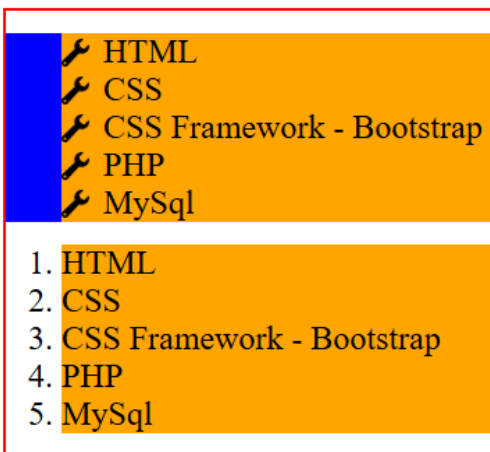 HTML
CSS
CSS Framework - Bootstrap
PHP
MySql
1. HTML
2. CSS
3. CSS Framework - Bootstrap
4. PHP
5. MySql